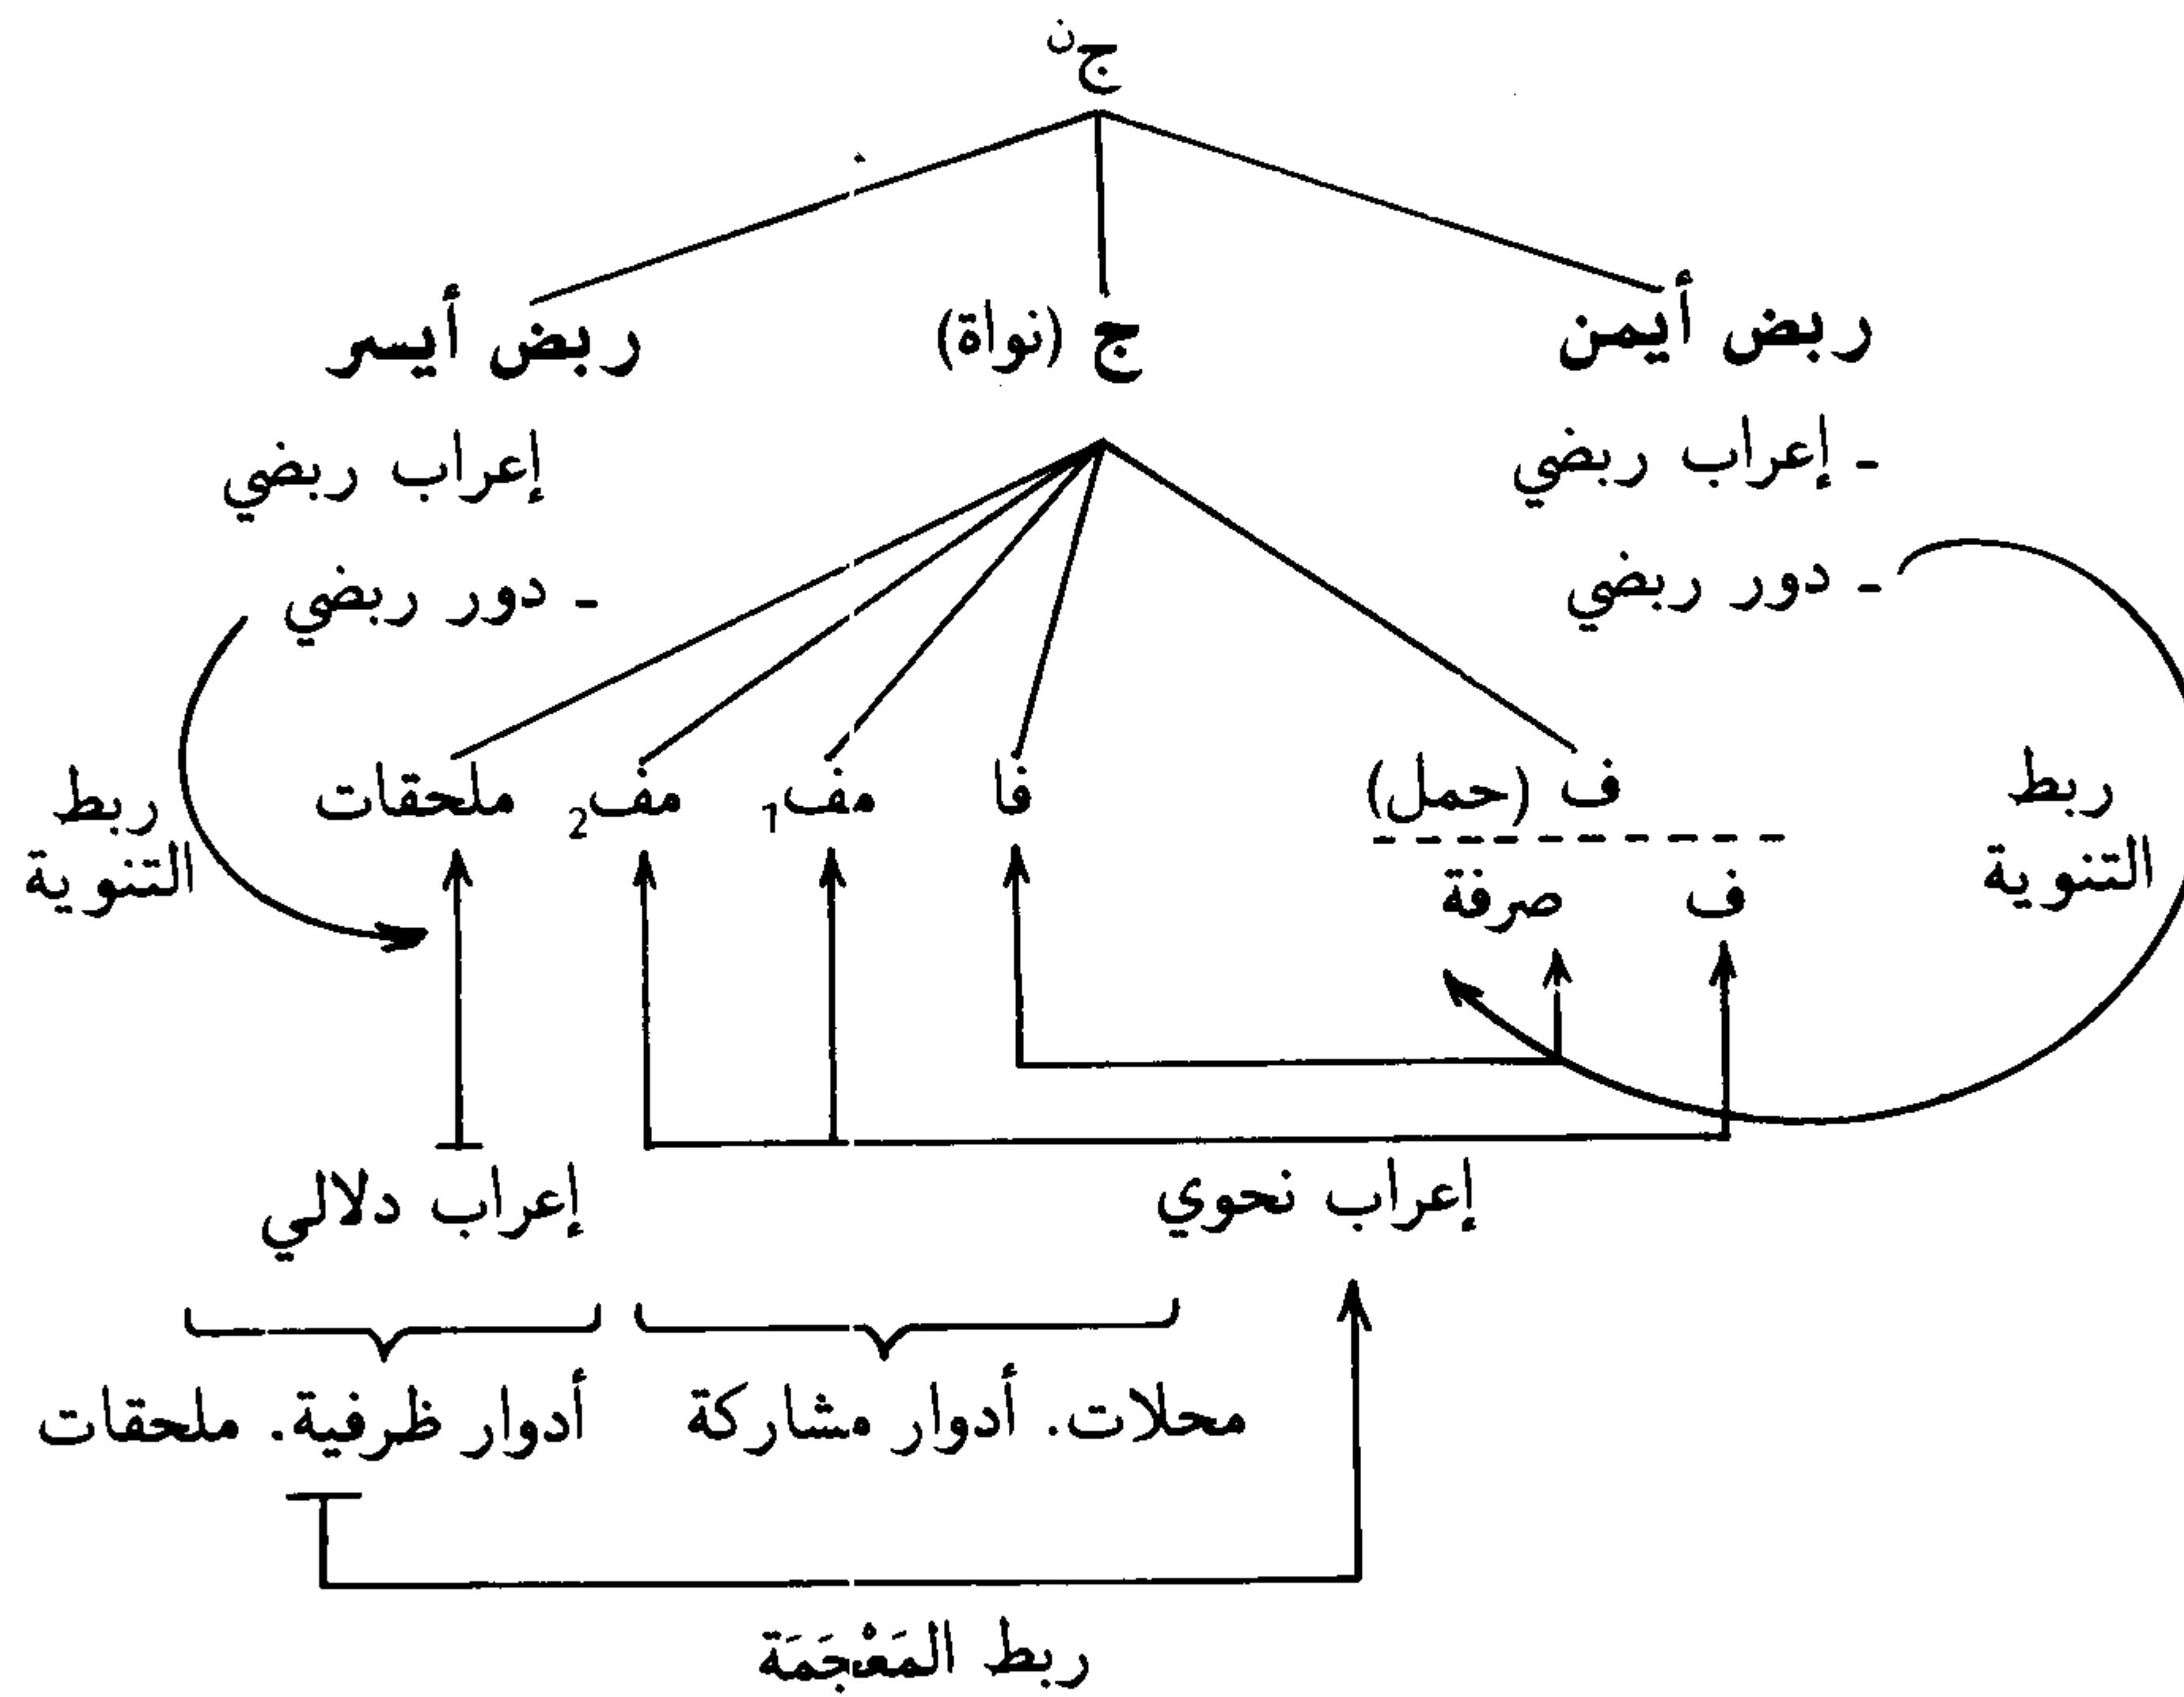 ج ن
ربض أيمن ج (نواة) ربض أيسر
- إعراب ربضي إعراب ربضي
- دور ربضي - دور ربضي
ربط التنوية ف (حمل) فا مف1 مف2 ملحقات ربط التنوية
ف صرفة
إعراب نحوي إعراب دلالي
محلات. أدوار مشاركة أدوار ظرفية. ملحقات
ربط المَعْجَمَة